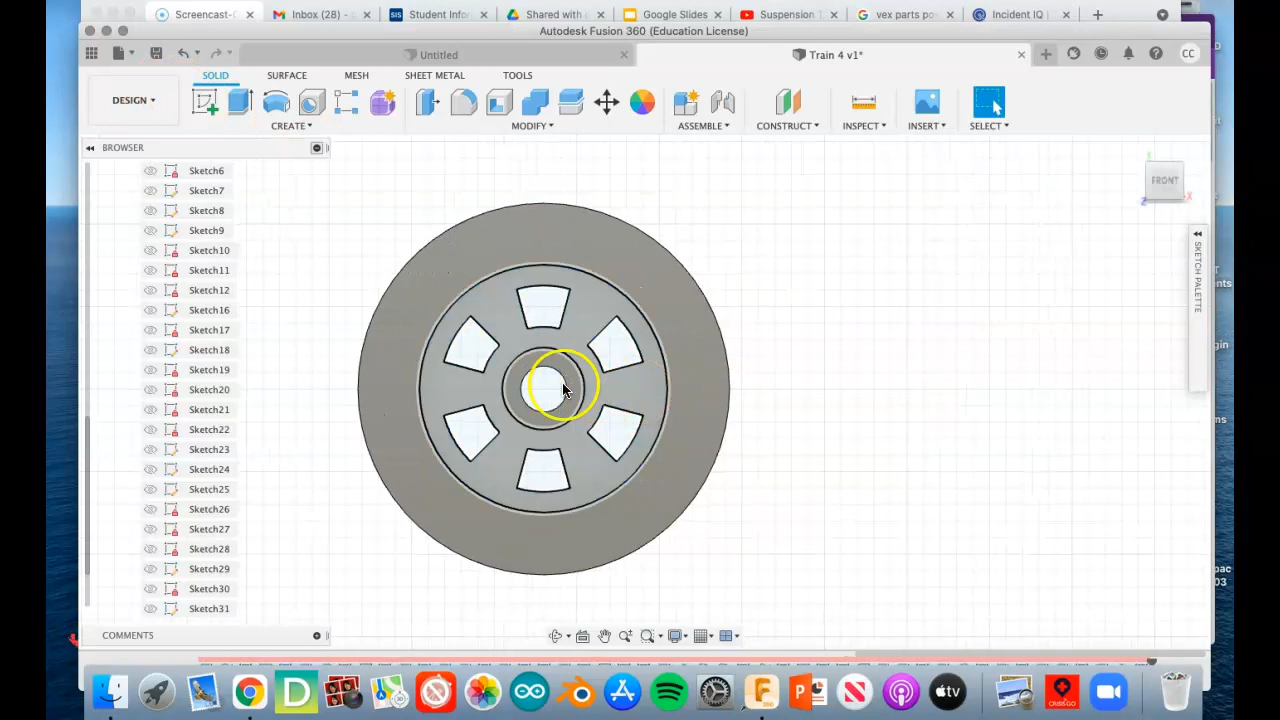 Screencast-O
Inbox (28) -
Student Infor
Shared with
Google Slides
Suspension
vex parts po
Incident IQ
Autodesk Fusion 360 (Education License)
Untitled
Train 4 v1*
CC
DESIGN
SOLID
SURFACE
MESH
SHEET METAL
TOOLS
CREATE
MODIFY
ASSEMBLE
CONSTRUCT
INSPECT
INSERT
SELECT
BROWSER
Sketch6
Sketch7
Sketch8
Sketch9
Sketch10
Sketch11
Sketch12
Sketch16
Sketch17
Sketch18
Sketch19
Sketch20
Sketch21
Sketch22
Sketch23
Sketch24
Sketch25
Sketch26
Sketch27
Sketch28
Sketch29
Sketch30
Sketch31
FRONT
SKETCH PALETTE
COMMENTS
tv